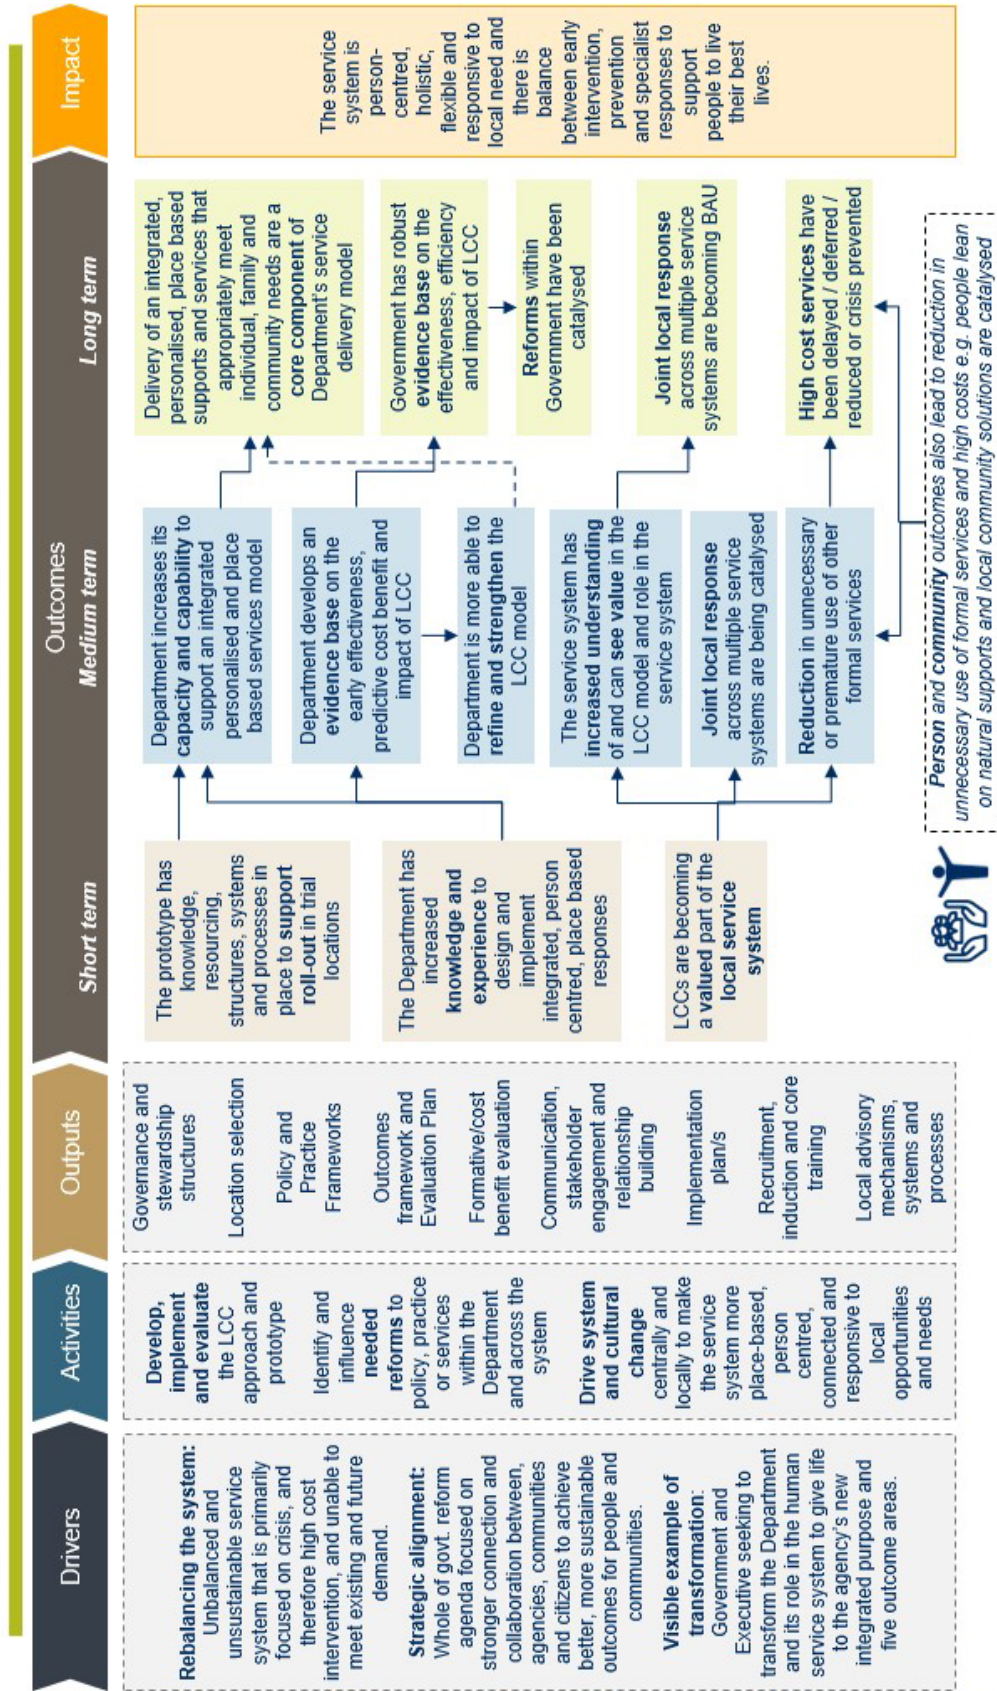 Drivers
Activities
Outputs
Outcomes
Short term
Medium term
Long term
Impact
Rebalancing the system:
Unbalanced and
unsustainable service
system that is primarily
focused on crisis, and
therefore high cost
intervention, and unable to
meet existing and future
demand.
Strategic alignment:
Whole of govt. reform
agenda focused on
stronger connection and
collaboration between,
agencies, communities
and citizens to achieve
better, more sustainable
outcomes for people and
communities.
Visible example of
transformation:
Government and
Executive seeking to
transform the Department
and its role in the human
service system to give life
to the agency's new
integrated purpose and
five outcome areas.
Develop,
implement
and evaluate
the LCC
approach and
prototype
Identify and
influence
needed
reforms to
policy, practice
or services
within the
Department
and across the
system
Drive system
and cultural
change
centrally and
locally to make
the service
system more
place-based,
person
centred,
connected and
responsive to
local
opportunities
and needs
Governance and
stewardship
structures
Location selection
Policy and
Practice
Frameworks
Outcomes
framework and
Evaluation Plan
Formative/cost
benefit evaluation
Communication,
stakeholder
engagement and
relationship
building
Implementation
plan/s
Recruitment,
induction and core
training
Local advisory
mechanisms,
systems and
processes
The prototype has
knowledge,
resourcing,
structures, systems
and processes in
place to support
roll-out in trial
locations
The Department has
increased
knowledge and
experience to
design and
implement
integrated, person
centred, place based
responses
LCCs are becoming
a valued part of the
local service
system
Department increases its
capacity and capability to
support an integrated
personalised and place
based services model
Department develops an
evidence base on the
early effectiveness,
predictive cost benefit and
impact of LCC
Department is more able to
refine and strengthen the
LCC model
The service system has
increased understanding
of and can see value in the
LCC model and role in the
service system
Joint local response
across multiple service
systems are being catalysed
Reduction in unnecessary
or premature use of other
formal services
Delivery of an integrated,
personalised, place based
supports and services that
appropriately meet
individual, family and
community needs are a
core component of
Department's service
delivery model
Government has robust
evidence base on the
effectiveness, efficiency
and impact of LCC
Reforms within
Government have been
catalysed
Joint local response
across multiple service
systems are becoming BAU
High cost services have
been delayed / deferred /
reduced or crisis prevented
The service
system is
person-
centred,
holistic,
flexible and
responsive to
local need and
there is
balance
between early
intervention,
prevention
and specialist
responses to
support
people to live
their best
lives.
Person and community outcomes also lead to reduction in
unnecessary use of formal services and high costs e.g. people lean
on natural supports and local community solutions are catalysed